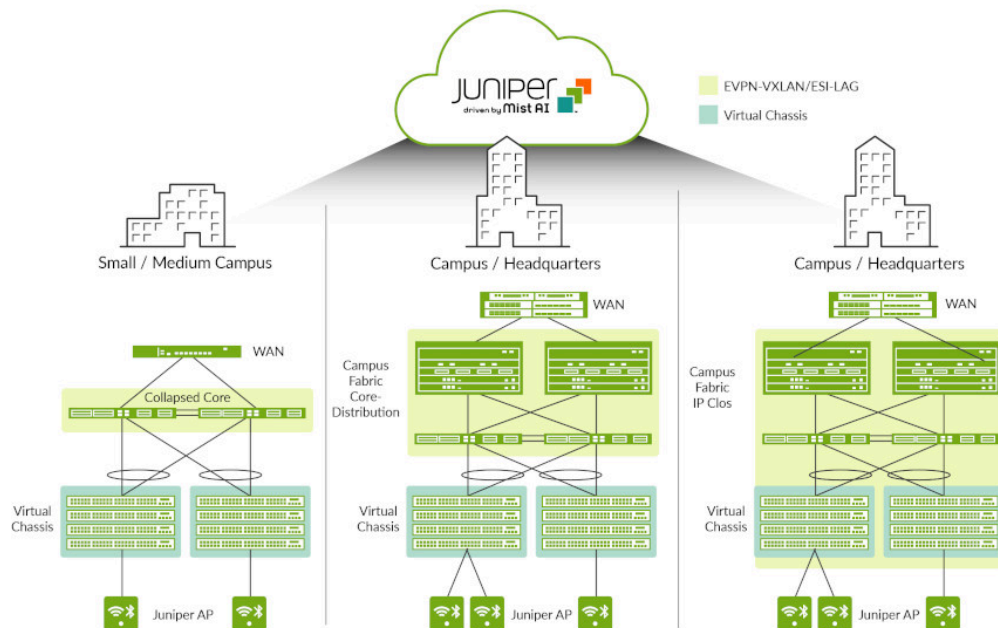 JUNIPER
driven by Mist AI
EVPN-VXLAN/ESI-LAG
Virtual Chassis
Small / Medium Campus
Campus / Headquarters
Campus / Headquarters
WAN
Collapsed Core
Virtual
Chassis
Juniper AP
WAN
Campus
Fabric
Core-
Distribution
Virtual
Chassis
Juniper AP
WAN
Campus
Fabric
IP Clos
Virtual
Chassis
Juniper AP